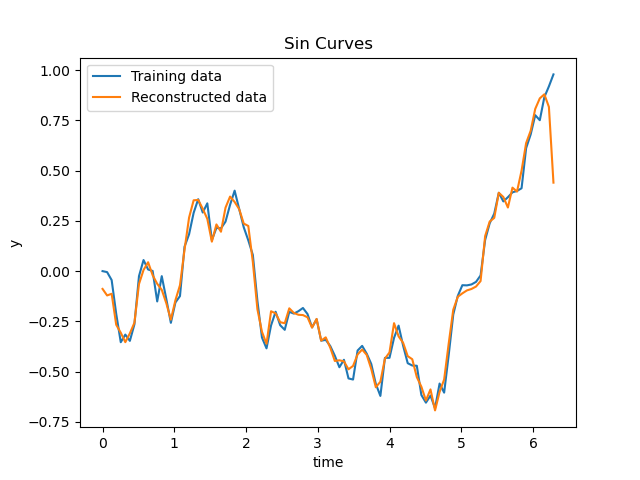 Sin Curves
Training data
Reconstructed data
1.00
0.75
0.50
0.25
0.00
−0.25
−0.50
−0.75
y
0 1 2 3 4 5 6
time